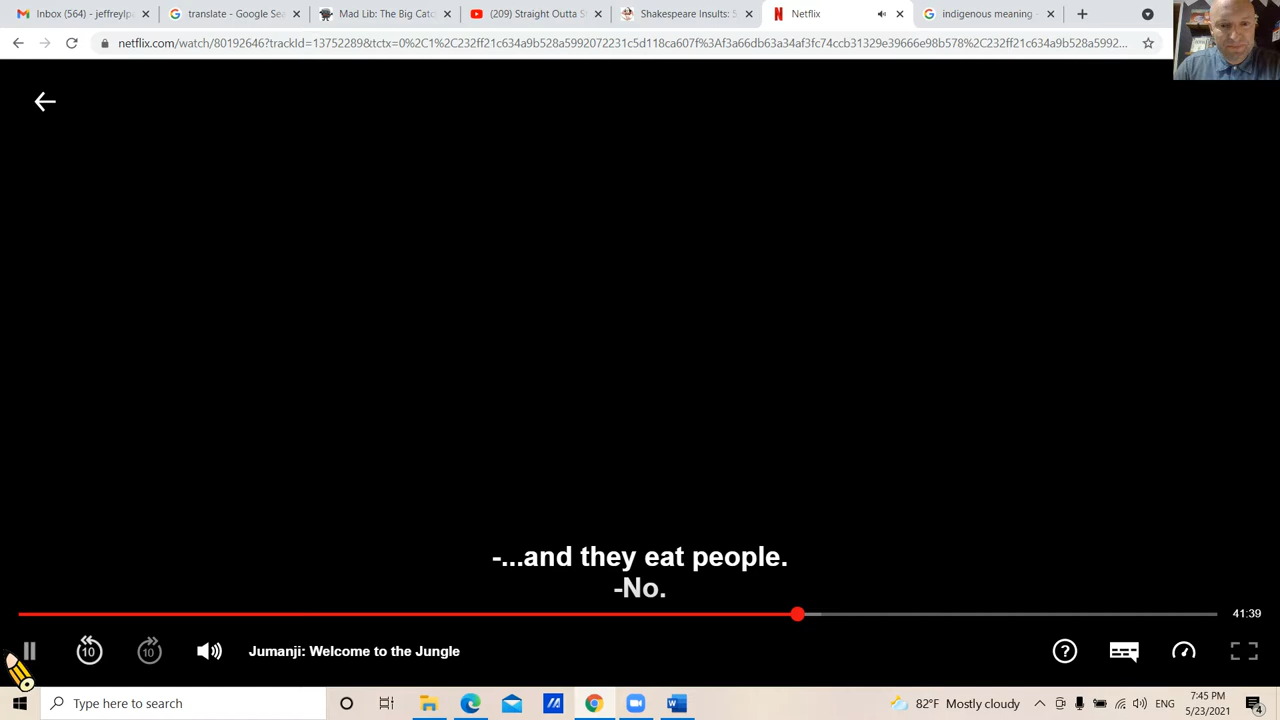 Inbox (564) - jeffreylp
translate - Google Sea
Mad Lib: The Big Catc
(209) Straight Outta S
Shakespeare Insults: 5
Netflix
Indigenous meaning -
netflix.com/watch/80192646?trackId=13752289&tctx=0%2C1%2C232ff21c634a9b528a5992072231c5d118ca607f%3Af3a66db63a34af3fc74ccb31329e39666e98b578%2C232ff21c634a9b528a5992...
-...and they eat people.
-No.
41:39
10
10
Jumanji: Welcome to the Jungle
?
Type here to search
82°F Mostly cloudy
ENG
7:45 PM
5/23/2021
4